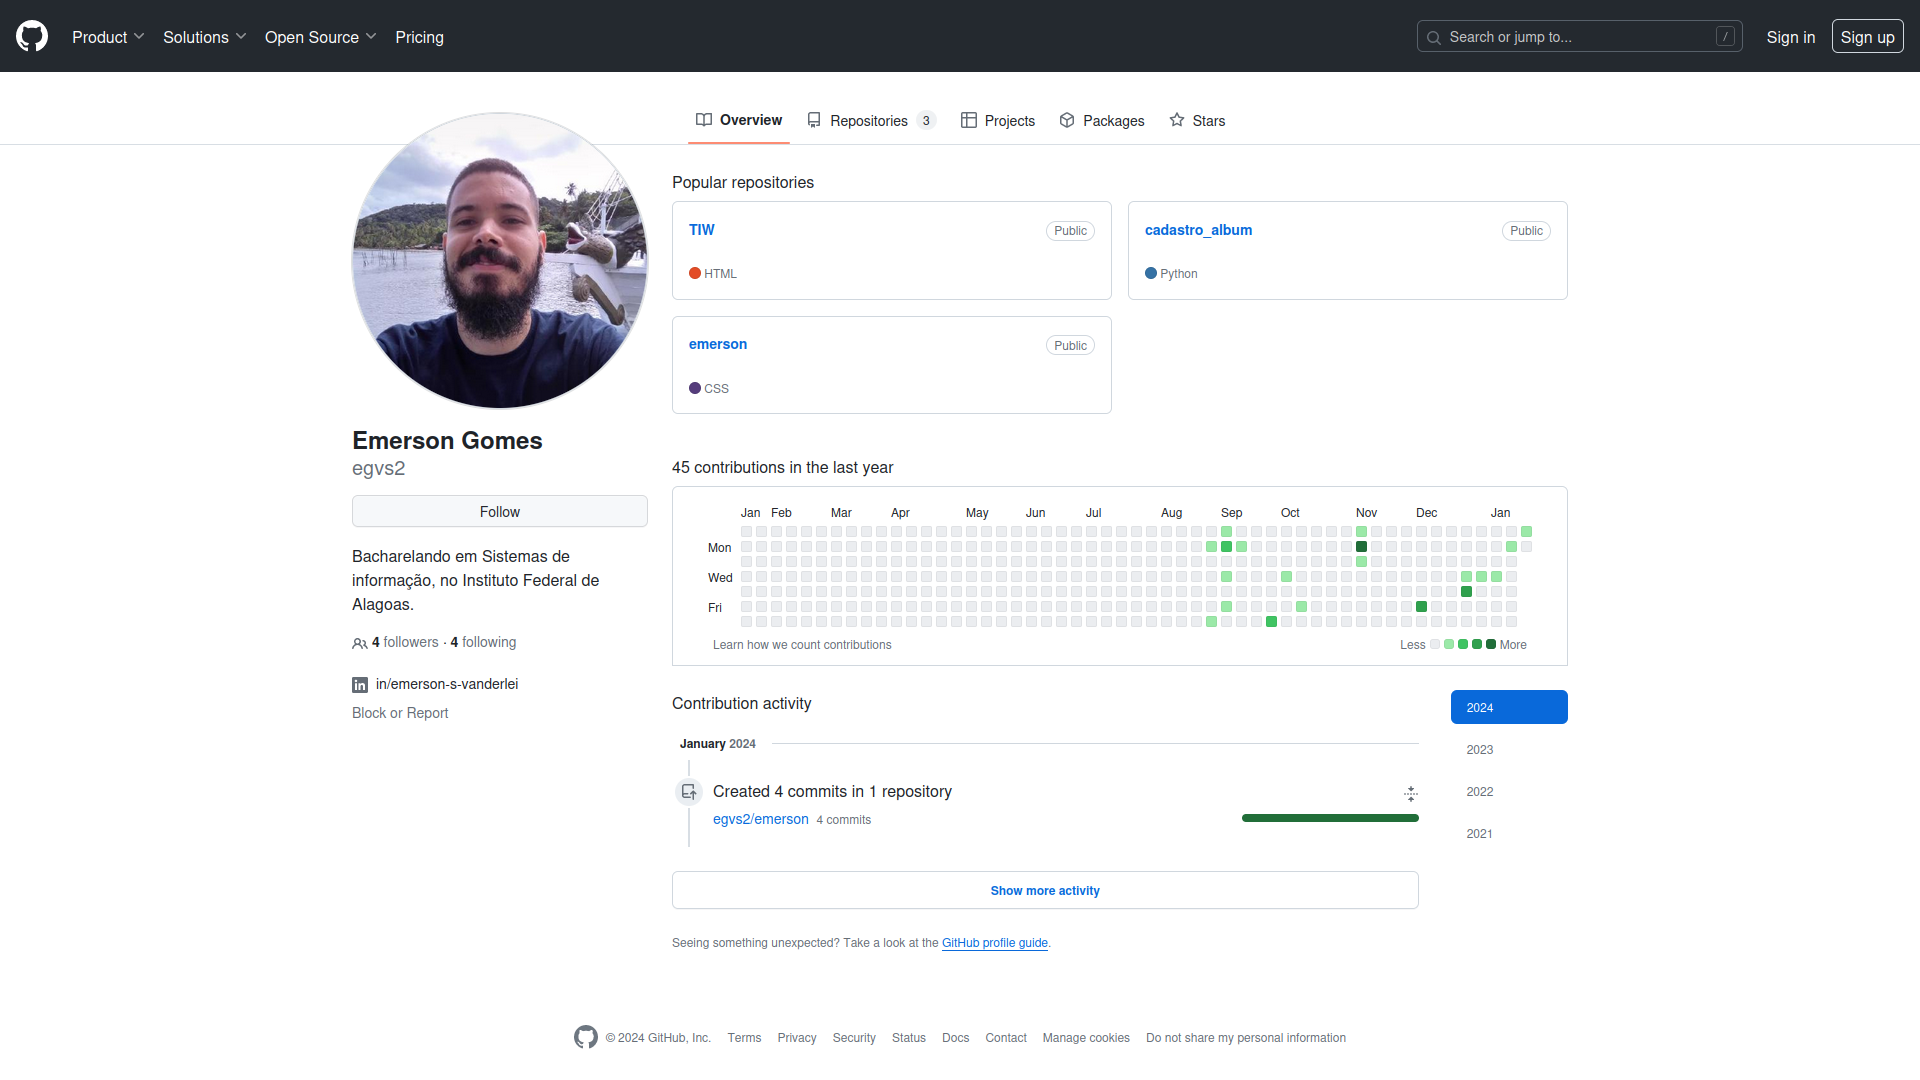 Product Solutions Open Source Pricing Search or jump to... / Sign in Sign up
Overview Repositories 3 Projects Packages Stars
Emerson Gomes
egvs2
Follow
Bacharelando em Sistemas de
informação, no Instituto Federal de
Alagoas.
4 followers · 4 following
in/emerson-s-vanderlei
Block or Report
Popular repositories
TIW Public
HTML
cadastro_album Public
Python
emerson Public
CSS
45 contributions in the last year
Jan Feb Mar Apr May Jun Jul Aug Sep Oct Nov Dec Jan
Mon
Wed
Fri
Learn how we count contributions Less More
Contribution activity
January 2024
Created 4 commits in 1 repository
egvs2/emerson 4 commits
Show more activity
Seeing something unexpected? Take a look at the GitHub profile guide.
2024
2023
2022
2021
© 2024 GitHub, Inc. Terms Privacy Security Status Docs Contact Manage cookies Do not share my personal information